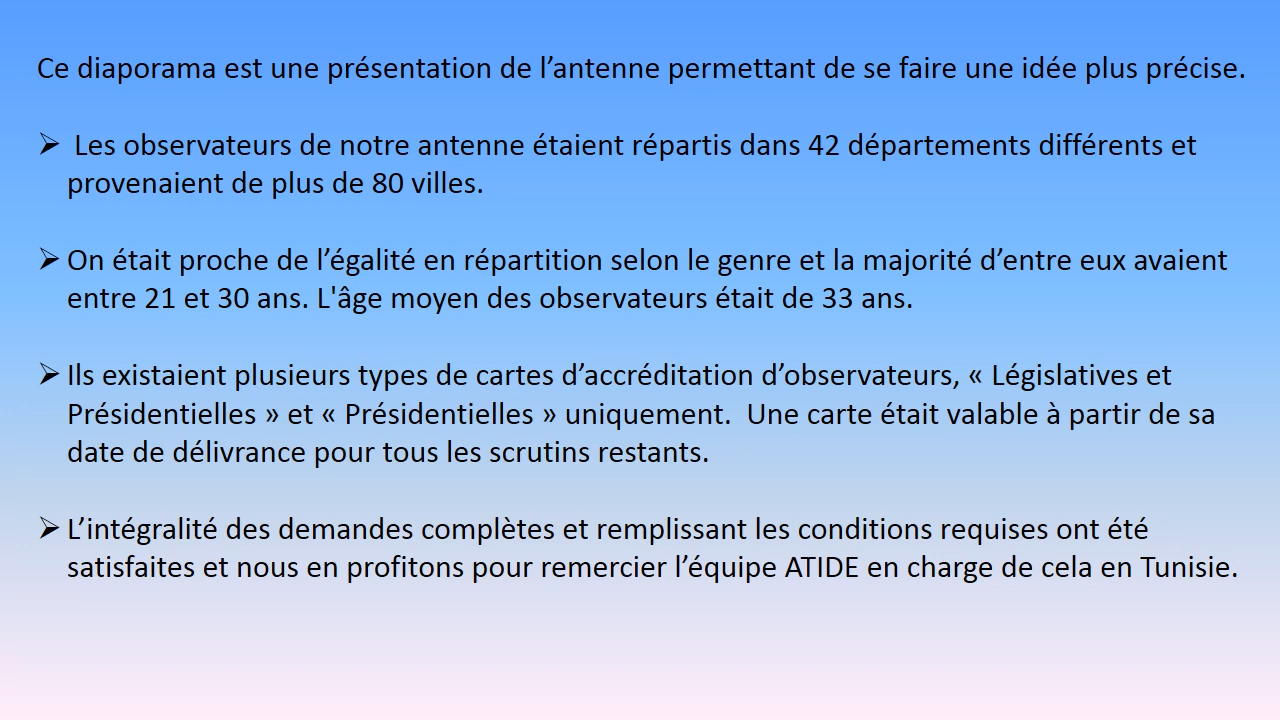 Ce diaporama est une présentation de l’antenne permettant de se faire une idée plus précise.
➢ Les observateurs de notre antenne étaient répartis dans 42 départements différents et
provenaient de plus de 80 villes.
➢ On était proche de l’égalité en répartition selon le genre et la majorité d’entre eux avaient
entre 21 et 30 ans. L'âge moyen des observateurs était de 33 ans.
➢ Ils existaient plusieurs types de cartes d’accréditation d’observateurs, « Législatives et
Présidentielles » et « Présidentielles » uniquement. Une carte était valable à partir de sa
date de délivrance pour tous les scrutins restants.
➢ L’intégralité des demandes complètes et remplissant les conditions requises ont été
satisfaites et nous en profitons pour remercier l’équipe ATIDE en charge de cela en Tunisie.